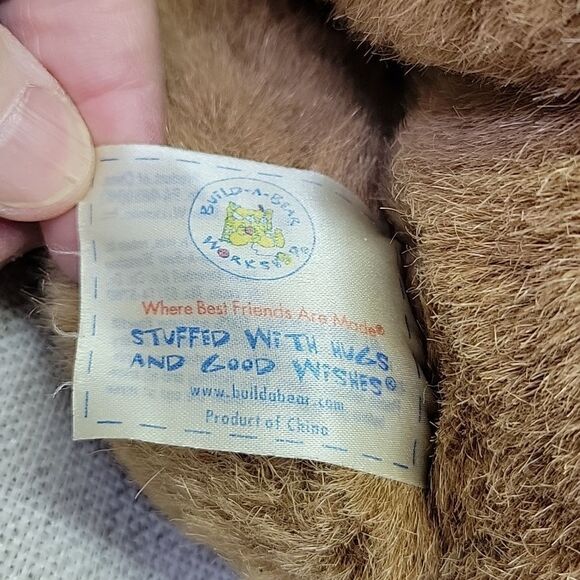 BUILD-A-BEAR
WORKSHOP®
Where Best Friends Are Made®
STUFFED WITH HUGS
AND GOOD WISHES®
www.buildabear.com
Product of China